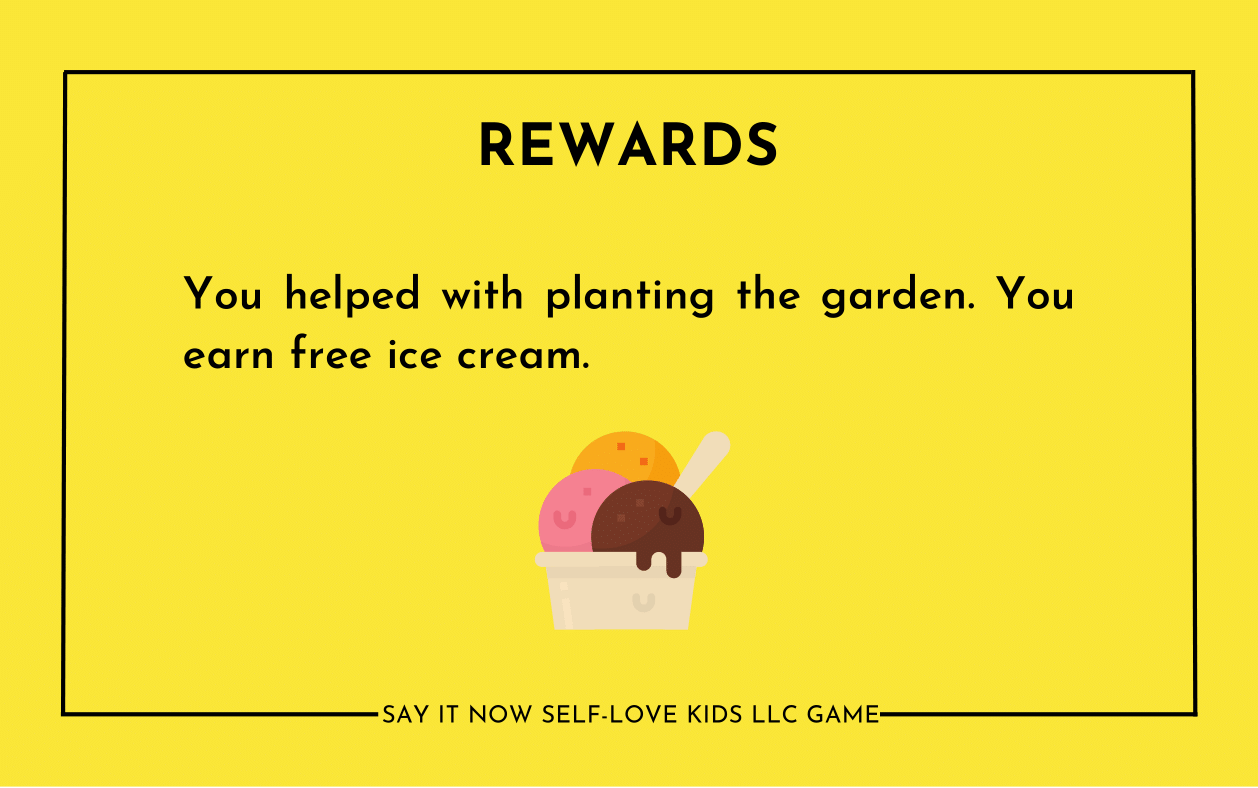 REWARDS
You helped with planting the garden. You
earn free ice cream.
SAY IT NOW SELF-LOVE KIDS LLC GAME